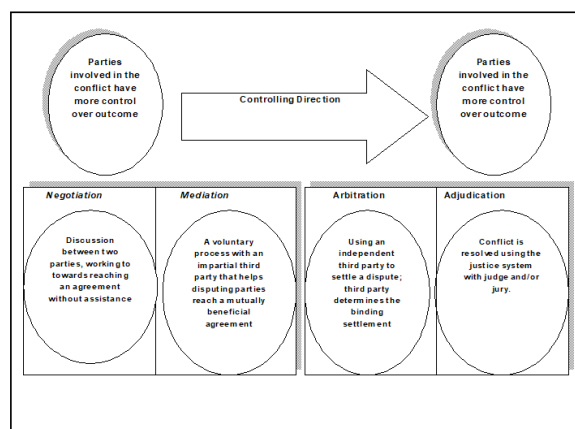 Parties
involved in the
conflict have
more control
over outcome
Controlling Direction
Parties
involved in the
conflict have
more control
over outcome
Negotiation
Discussion
between two
parties, working to
towards reaching
an agreement
without assistance
Mediation
A voluntary
process with an
impartial third
party that helps
disputing parties
reach a mutually
beneficial
agreement
Arbitration
Using an
independent
third party to
settle a dispute;
third party
determines the
binding
settlement
Adjudication
Conflict is
resolved using the
justice system
with judge and/or
jury.